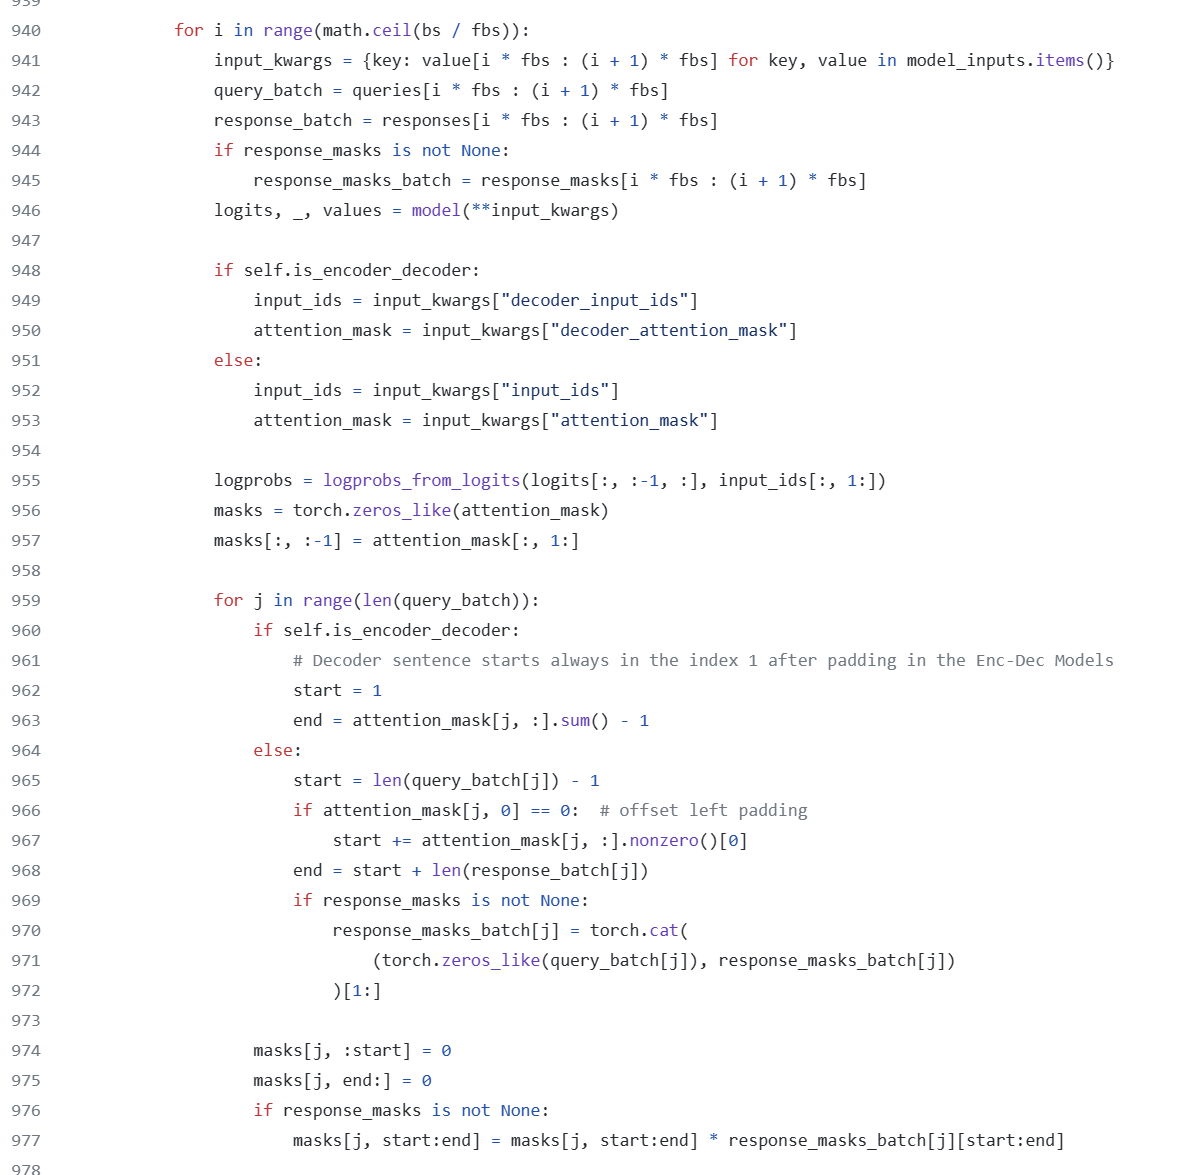 939
940 for i in range(math.ceil(bs / fbs)):
941 input_kwargs = {key: value[i * fbs : (i + 1) * fbs] for key, value in model_inputs.items()}
942 query_batch = queries[i * fbs : (i + 1) * fbs]
943 response_batch = responses[i * fbs : (i + 1) * fbs]
944 if response_masks is not None:
945 response_masks_batch = response_masks[i * fbs : (i + 1) * fbs]
946 logits, _, values = model(**input_kwargs)
947
948 if self.is_encoder_decoder:
949 input_ids = input_kwargs["decoder_input_ids"]
950 attention_mask = input_kwargs["decoder_attention_mask"]
951 else:
952 input_ids = input_kwargs["input_ids"]
953 attention_mask = input_kwargs["attention_mask"]
954
955 logprobs = logprobs_from_logits(logits[:, :-1, :], input_ids[:, 1:])
956 masks = torch.zeros_like(attention_mask)
957 masks[:, :-1] = attention_mask[:, 1:]
958
959 for j in range(len(query_batch)):
960 if self.is_encoder_decoder:
961 # Decoder sentence starts always in the index 1 after padding in the Enc-Dec Models
962 start = 1
963 end = attention_mask[j, :].sum() - 1
964 else:
965 start = len(query_batch[j]) - 1
966 if attention_mask[j, 0] == 0:  # offset left padding
967 start += attention_mask[j, :].nonzero()[0]
968 end = start + len(response_batch[j])
969 if response_masks is not None:
970 response_masks_batch[j] = torch.cat(
971 (torch.zeros_like(query_batch[j]), response_masks_batch[j])
972 )[1:]
973
974 masks[j, :start] = 0
975 masks[j, end:] = 0
976 if response_masks is not None:
977 masks[j, start:end] = masks[j, start:end] * response_masks_batch[j][start:end]
978